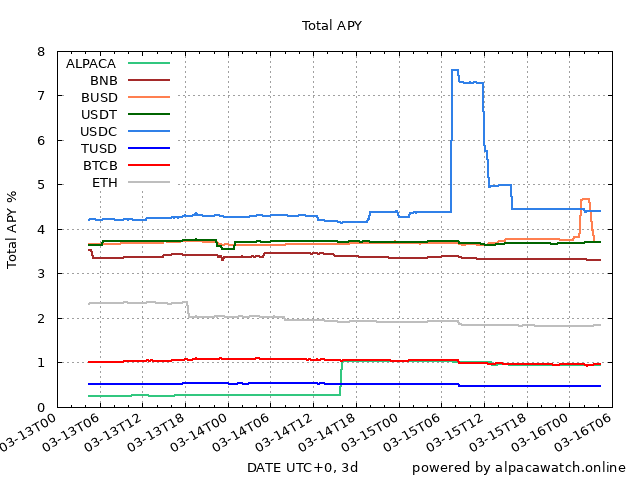 Total APY
8
7
6
5
4
3
2
1
0
Total APY %
ALPACA
BNB
BUSD
USDT
USDC
TUSD
BTCB
ETH
03-13T00
03-13T06
03-13T12
03-13T18
03-14T00
03-14T06
03-14T12
03-14T18
03-15T00
03-15T06
03-15T12
03-15T18
03-16T00
03-16T06
DATE UTC+0, 3d
powered by alpacawatch.online